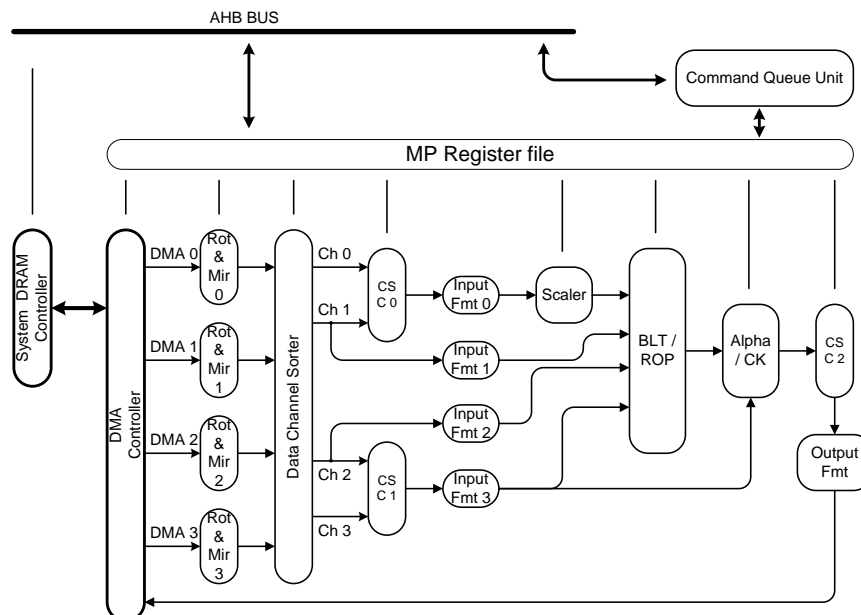 AHB BUS
Command Queue Unit
MP Register file
System DRAM
Controller
DMA
Controller
DMA 0
DMA 1
DMA 2
DMA 3
Rot
&
Mir
0
Rot
&
Mir
1
Rot
&
Mir
2
Rot
&
Mir
3
Data Channel Sorter
Ch 0
Ch 1
Ch 2
Ch 3
CS
C 0
CS
C 1
Input
Fmt 0
Input
Fmt 1
Input
Fmt 2
Input
Fmt 3
Scaler
BLT /
ROP
Alpha
/ CK
CS
C 2
Output
Fmt